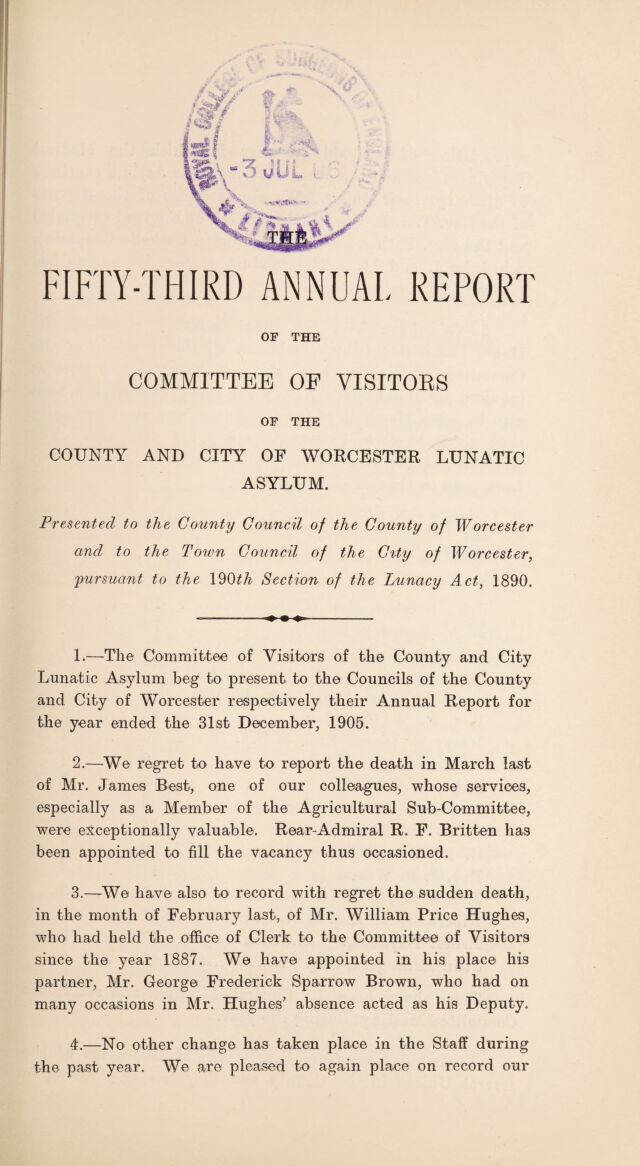 ROYAL COLLEGE OF SURGEONS OF ENGLAND
-3 JUL 06
* LIBRARY *
THE
FIFTY-THIRD ANNUAL REPORT
OF THE
COMMITTEE OF VISITORS
OF THE
COUNTY AND CITY OF WORCESTER LUNATIC
ASYLUM.
Presented to the County Council of the County of Worcester
and to the Town Council of the City of Worcester,
pursuant to the 190th Section of the Lunacy Act, 1890.
1.—The Committee of Visitors of the County and City
Lunatic Asylum beg to present to the Councils of the County
and City of Worcester respectively their Annual Report for
the year ended the 31st December, 1905.
2.—We regret to have to report the death in March last
of Mr. James Best, one of our colleagues, whose services,
especially as a Member of the Agricultural Sub-Committee,
were exceptionally valuable. Rear-Admiral R. F. Britten has
been appointed to fill the vacancy thus occasioned.
3.—We have also to record with regret the sudden death,
in the month of February last, of Mr. William Price Hughes,
who had held the office of Clerk to the Committee of Visitors
since the year 1887. We have appointed in his place his
partner, Mr. George Frederick Sparrow Brown, who had on
many occasions in Mr. Hughes' absence acted as his Deputy.
4.—No other change has taken place in the Staff during
the past year. We are pleased to again place on record our